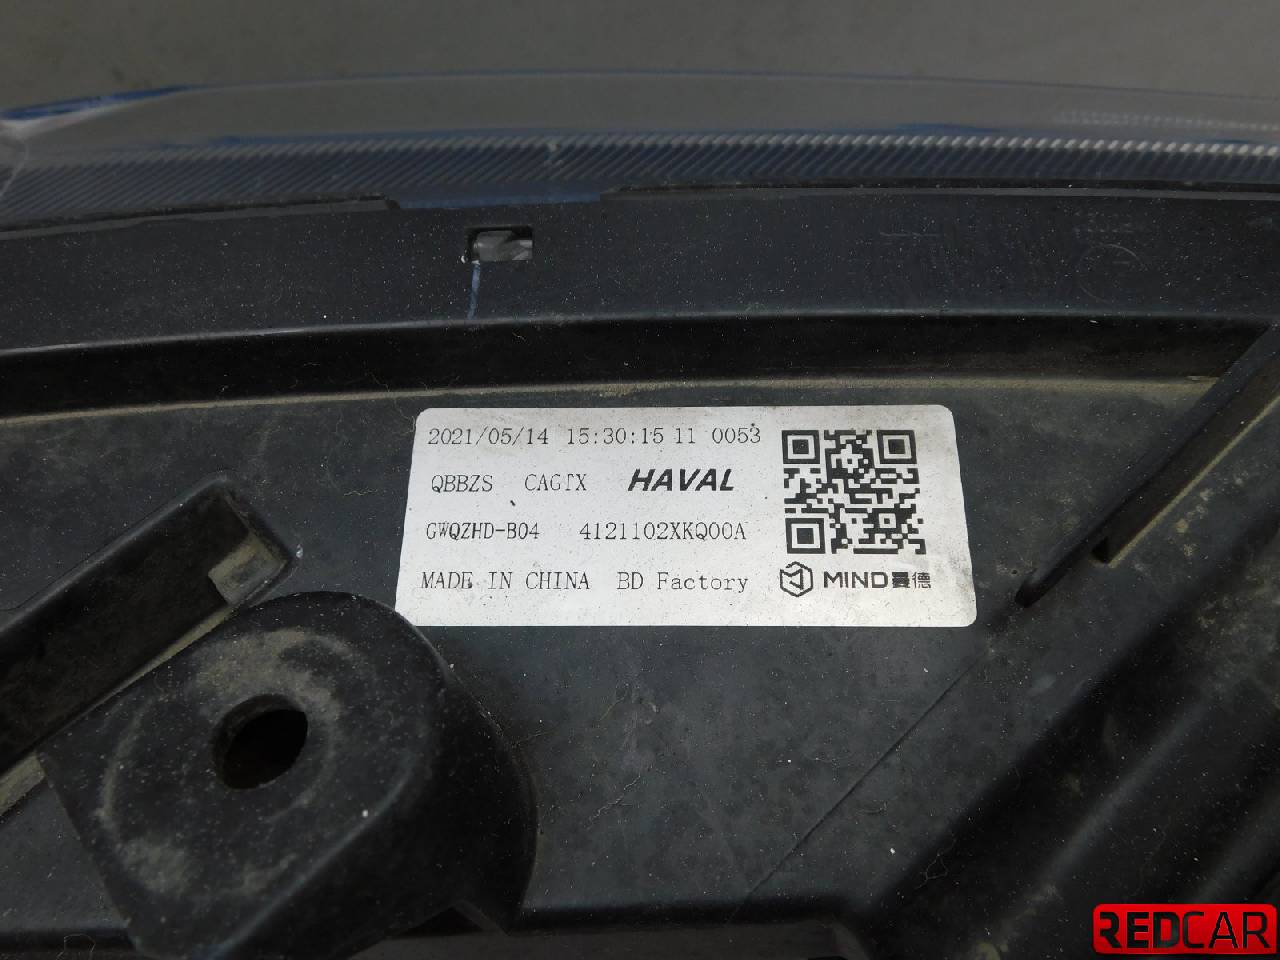 2021/05/14 15:30:15 11 0053
QBBZS CAGTX HAVAL
GWQZHD-B04 4121102XKQ00A
MADE IN CHINA BD Factory MIND曼德
REDCAR